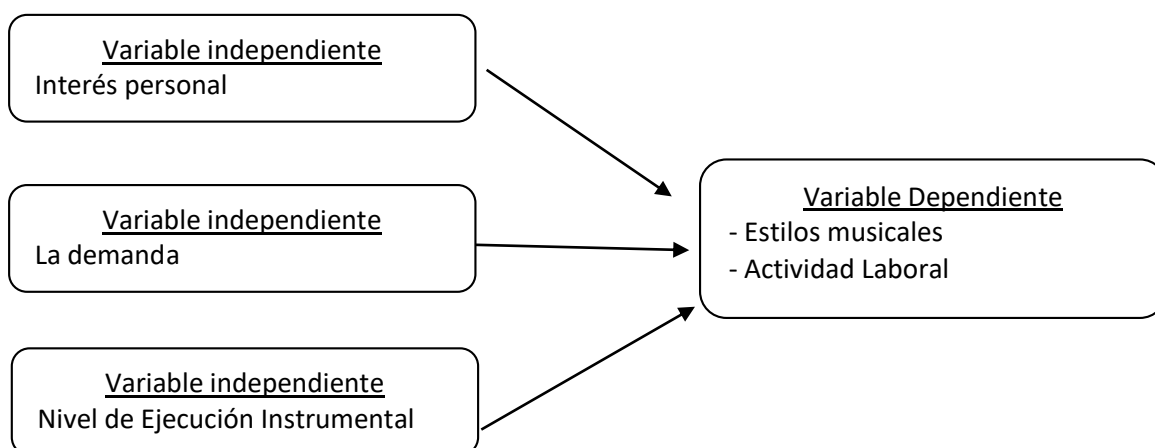 Variable independiente
Interés personal
Variable independiente
La demanda
Variable independiente
Nivel de Ejecución Instrumental
Variable Dependiente
- Estilos musicales
- Actividad Laboral